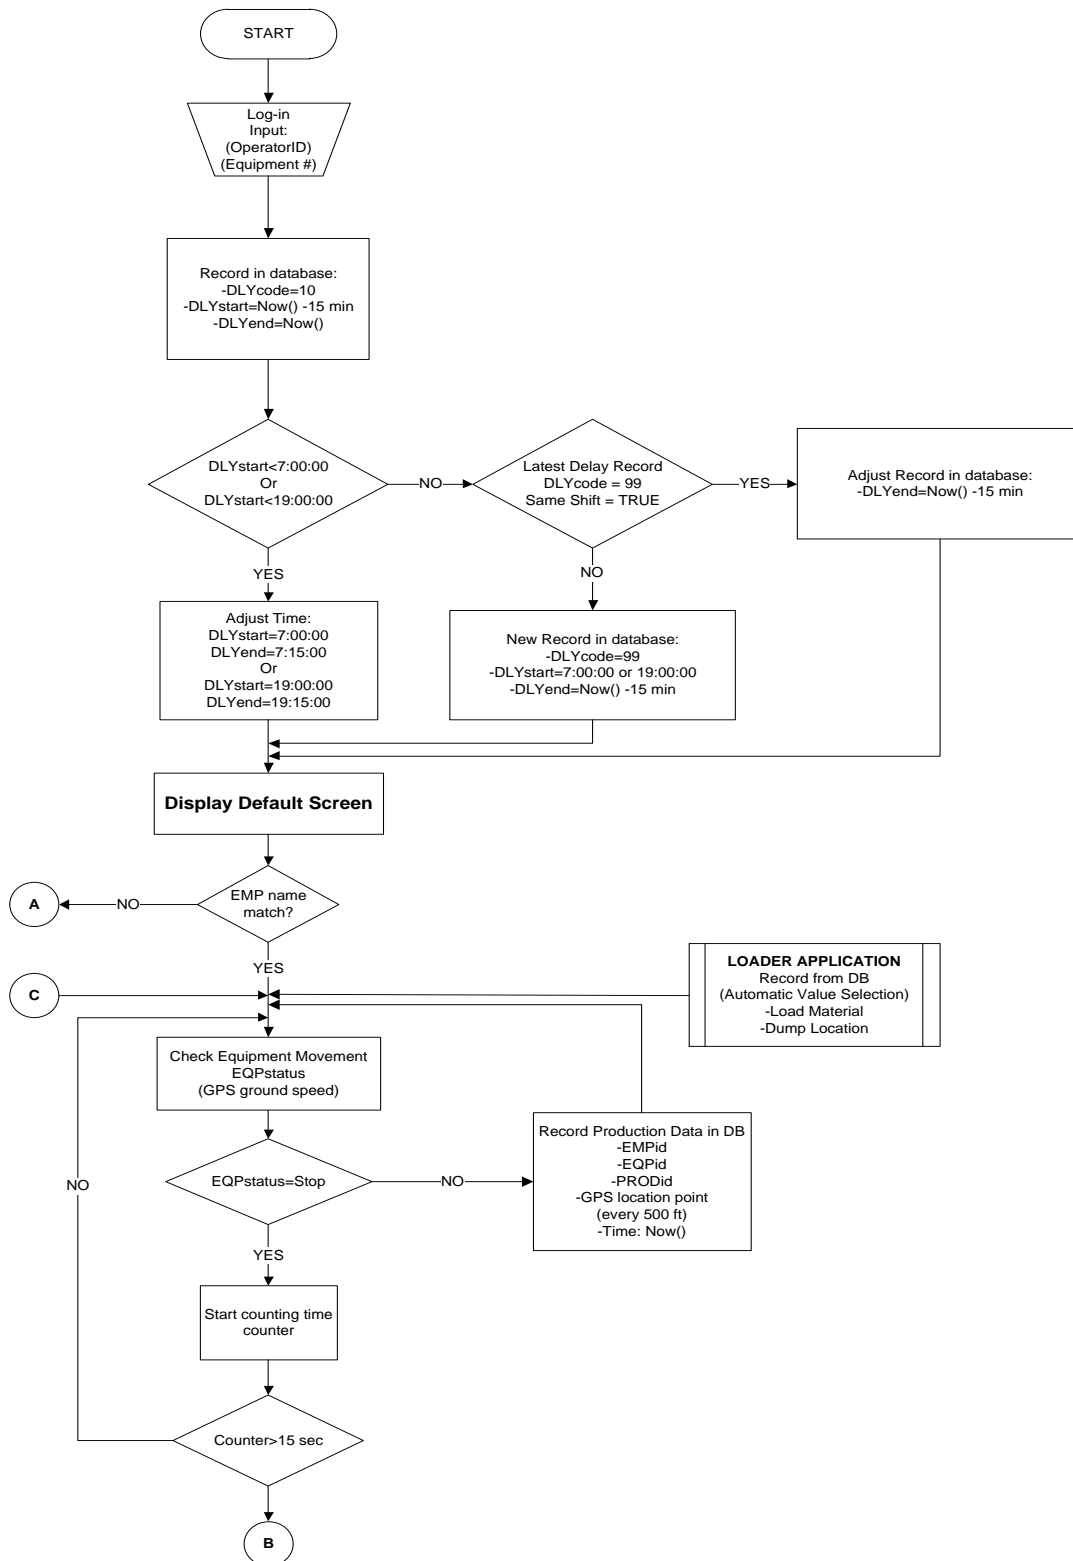 START
Log-in
Input:
(OperatorID)
(Equipment #)
Record in database:
-DLYcode=10
-DLYstart=Now() -15 min
-DLYend=Now()
DLYstart<7:00:00
Or
DLYstart<19:00:00
NO
Latest Delay Record
DLYcode = 99
Same Shift = TRUE
YES
Adjust Record in database:
-DLYend=Now() -15 min
YES
NO
Adjust Time:
DLYstart=7:00:00
DLYend=7:15:00
Or
DLYstart=19:00:00
DLYend=19:15:00
New Record in database:
-DLYcode=99
-DLYstart=7:00:00 or 19:00:00
-DLYend=Now() -15 min
Display Default Screen
EMP name
match?
NO
A
YES
C
LOADER APPLICATION
Record from DB
(Automatic Value Selection)
-Load Material
-Dump Location
Check Equipment Movement
EQPstatus
(GPS ground speed)
EQPstatus=Stop
NO
Record Production Data in DB
-EMPid
-EQPid
-PRODid
-GPS location point
(every 500 ft)
-Time: Now()
NO
YES
Start counting time
counter
Counter>15 sec
B